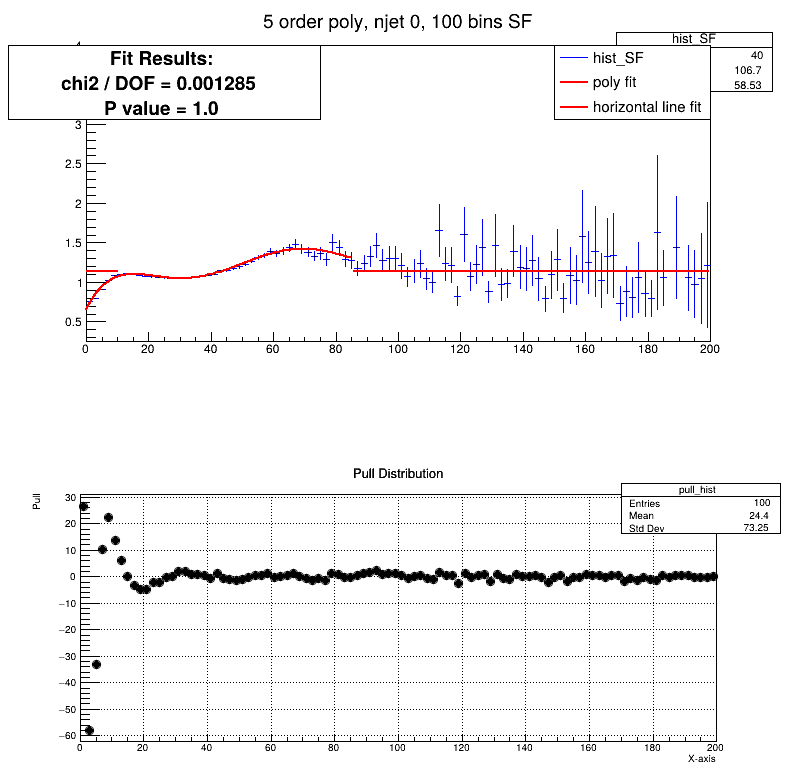 5 order poly, njet 0, 100 bins SF
hist_SF
40
106.7
58.53
Fit Results:
chi2 / DOF = 0.001285
P value = 1.0
hist_SF
poly fit
horizontal line fit
3
2.5
2
1.5
1
0.5
0 20 40 60 80 100 120 140 160 180 200
Pull Distribution
pull_hist
Entries 100
Mean 24.4
Std Dev 73.25
Pull
30
20
10
0
−10
−20
−30
−40
−50
−60
0 20 40 60 80 100 120 140 160 180 200
X-axis